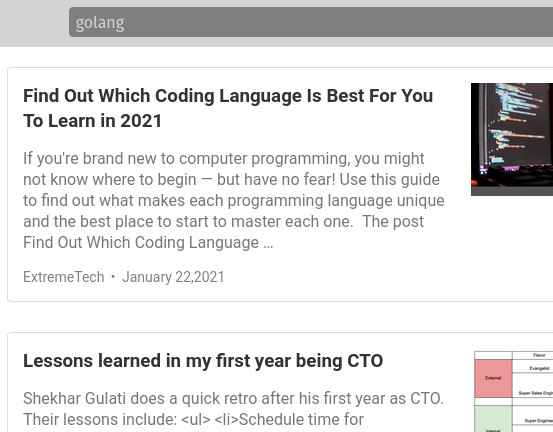 golang
Find Out Which Coding Language Is Best For You
To Learn in 2021
If you're brand new to computer programming, you might
not know where to begin — but have no fear! Use this guide
to find out what makes each programming language unique
and the best place to start to master each one.  The post
Find Out Which Coding Language …
ExtremeTech • January 22,2021
Lessons learned in my first year being CTO
Shekhar Gulati does a quick retro after his first year as CTO.
Their lessons include: <ul> <li>Schedule time for
Flavor
Evangelist
External
Super Sales Engi
Super Engine
Internal